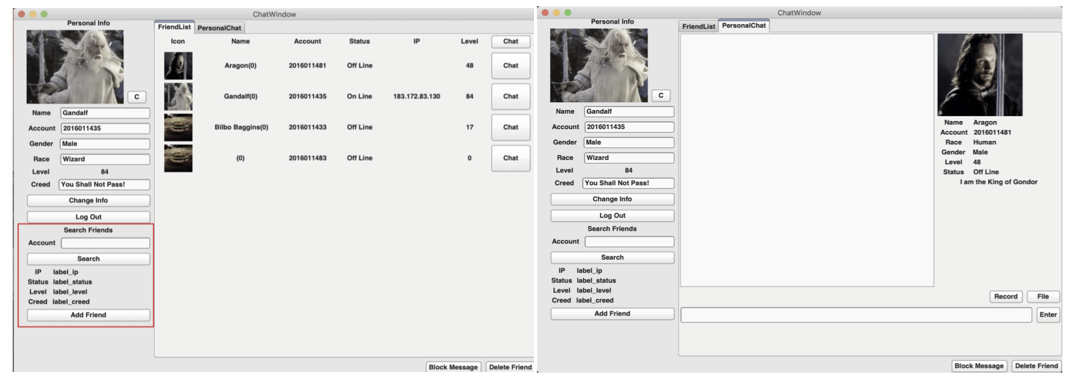 ChatWindow
Personal Info
C
Name Gandalf
Account 2016011435
Gender Male
Race Wizard
Level 84
Creed You Shall Not Pass!
Change Info
Log Out
Search Friends
Account
Search
IP label_ip
Status label_status
Level label_level
Creed label_creed
Add Friend
FriendList PersonalChat
Icon Name Account Status IP Level Chat
Aragon(0) 2016011481 Off Line 48 Chat
Gandalf(0) 2016011435 On Line 183.172.83.130 84 Chat
Bilbo Baggins(0) 2016011433 Off Line 17 Chat
(0) 2016011483 Off Line 0 Chat
Block Message Delete Friend
ChatWindow
Personal Info
C
Name Gandalf
Account 2016011435
Gender Male
Race Wizard
Level 84
Creed You Shall Not Pass!
Change Info
Log Out
Search Friends
Account
Search
IP label_ip
Status label_status
Level label_level
Creed label_creed
Add Friend
FriendList PersonalChat
Name Aragon
Account 2016011481
Race Human
Gender Male
Level 48
Status Off Line
I am the King of Gondor
Record File
Enter
Block Message Delete Friend